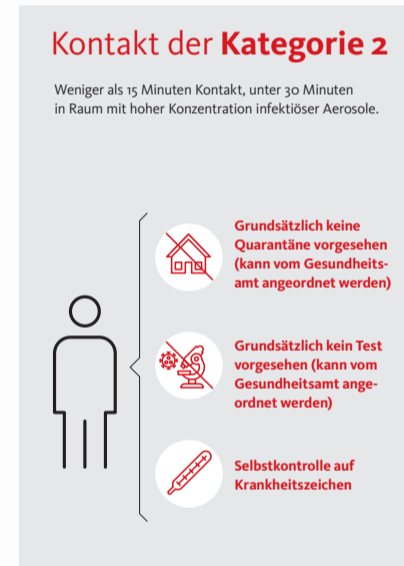 Kontakt der Kategorie 2
Weniger als 15 Minuten Kontakt, unter 30 Minuten
in Raum mit hoher Konzentration infektiöser Aerosole.
Grundsätzlich keine
Quarantäne vorgesehen
(kann vom Gesundheits-
amt angeordnet werden)
Grundsätzlich kein Test
vorgesehen (kann vom
Gesundheitsamt ange-
ordnet werden)
Selbstkontrolle auf
Krankheitszeichen